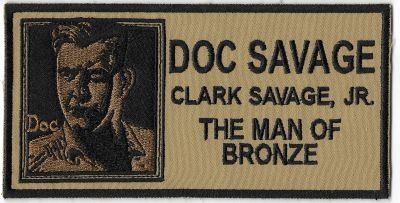 Doc
DOC SAVAGE
CLARK SAVAGE, JR.
THE MAN OF
BRONZE